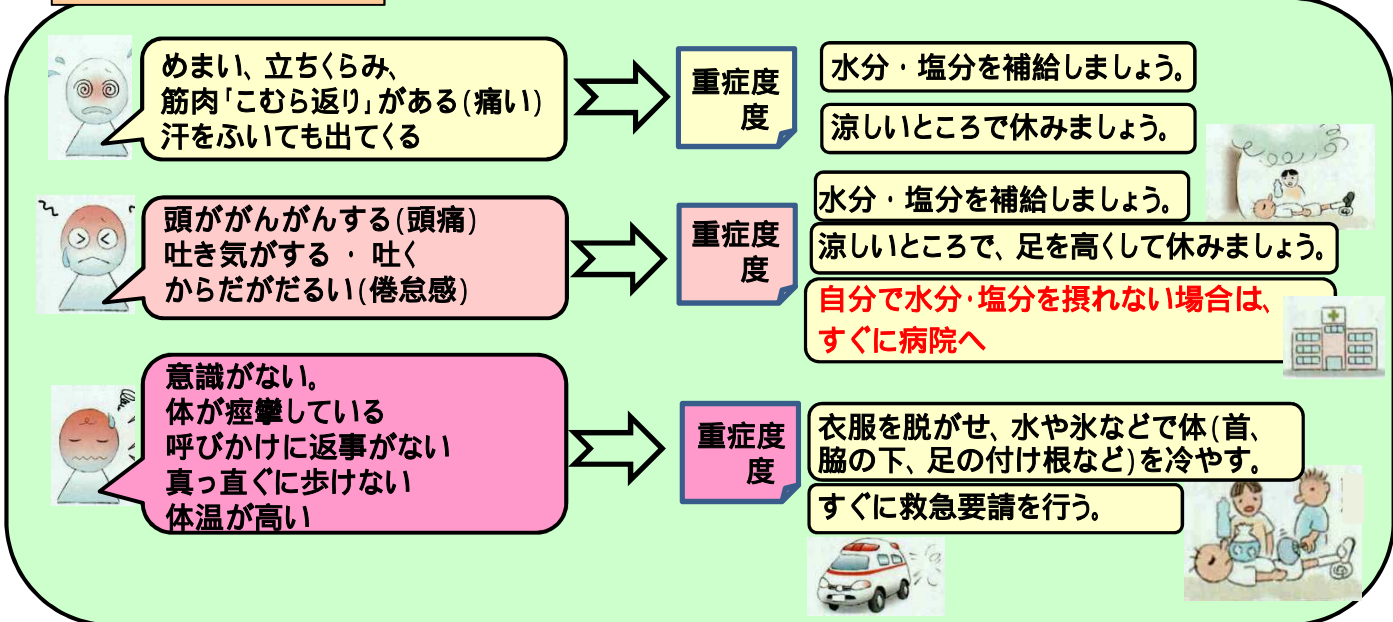 めまい、立ちくらみ、
筋肉「こむら返り」がある(痛い)
汗をふいても出てくる
重症度
度
水分・塩分を補給しましょう。
涼しいところで休みましょう。
頭ががんがんする(頭痛)
吐き気がする ・ 吐く
からだがだるい(倦怠感)
重症度
度
水分・塩分を補給しましょう。
涼しいところで、足を高くして休みましょう。
自分で水分・塩分を摂れない場合は、
すぐに病院へ
意識がない。
体が痙攣している
呼びかけに返事がない
真っ直ぐに歩けない
体温が高い
重症度
度
衣服を脱がせ、水や氷などで体(首、
脇の下、足の付け根など)を冷やす。
すぐに救急要請を行う。